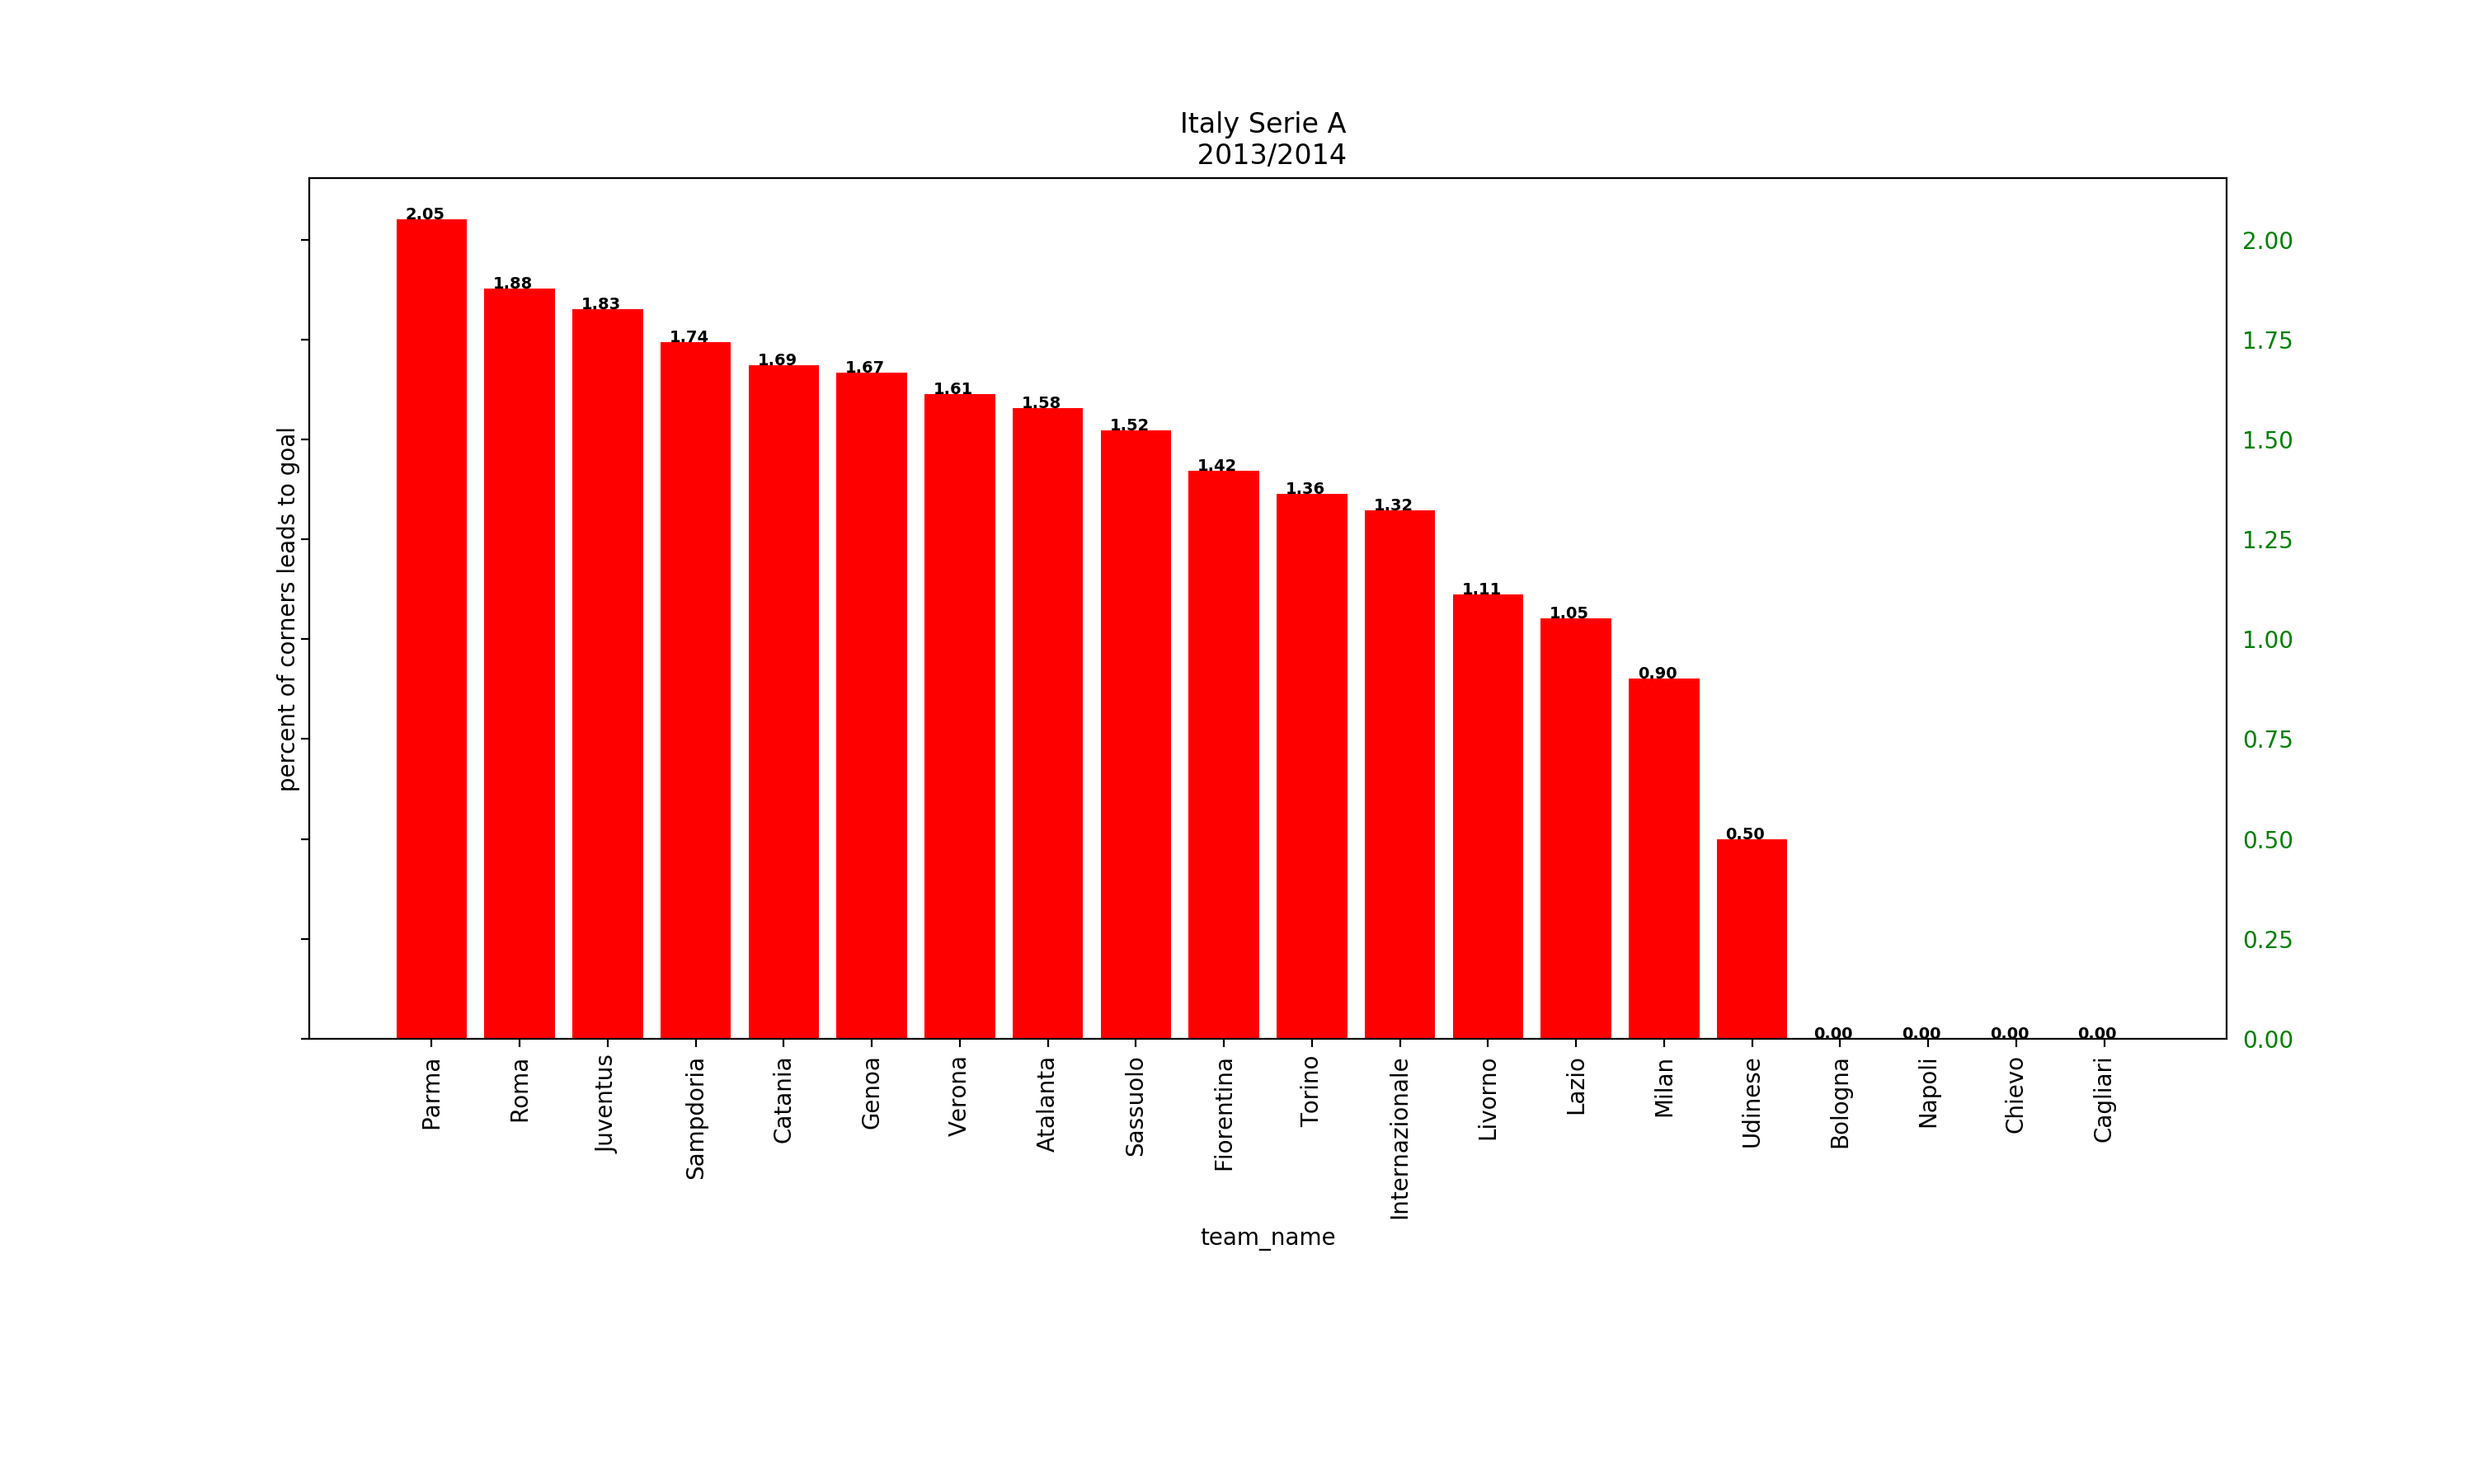 Italy Serie A
2013/2014
percent of corners leads to goal
2.05
1.88
1.83
1.74
1.69
1.67
1.61
1.58
1.52
1.42
1.36
1.32
1.11
1.05
0.90
0.50
0.00
0.00
0.00
0.00
2.00
1.75
1.50
1.25
1.00
0.75
0.50
0.25
0.00
Parma
Roma
Juventus
Sampdoria
Catania
Genoa
Verona
Atalanta
Sassuolo
Fiorentina
Torino
Internazionale
Livorno
Lazio
Milan
Udinese
Bologna
Napoli
Chievo
Cagliari
team_name